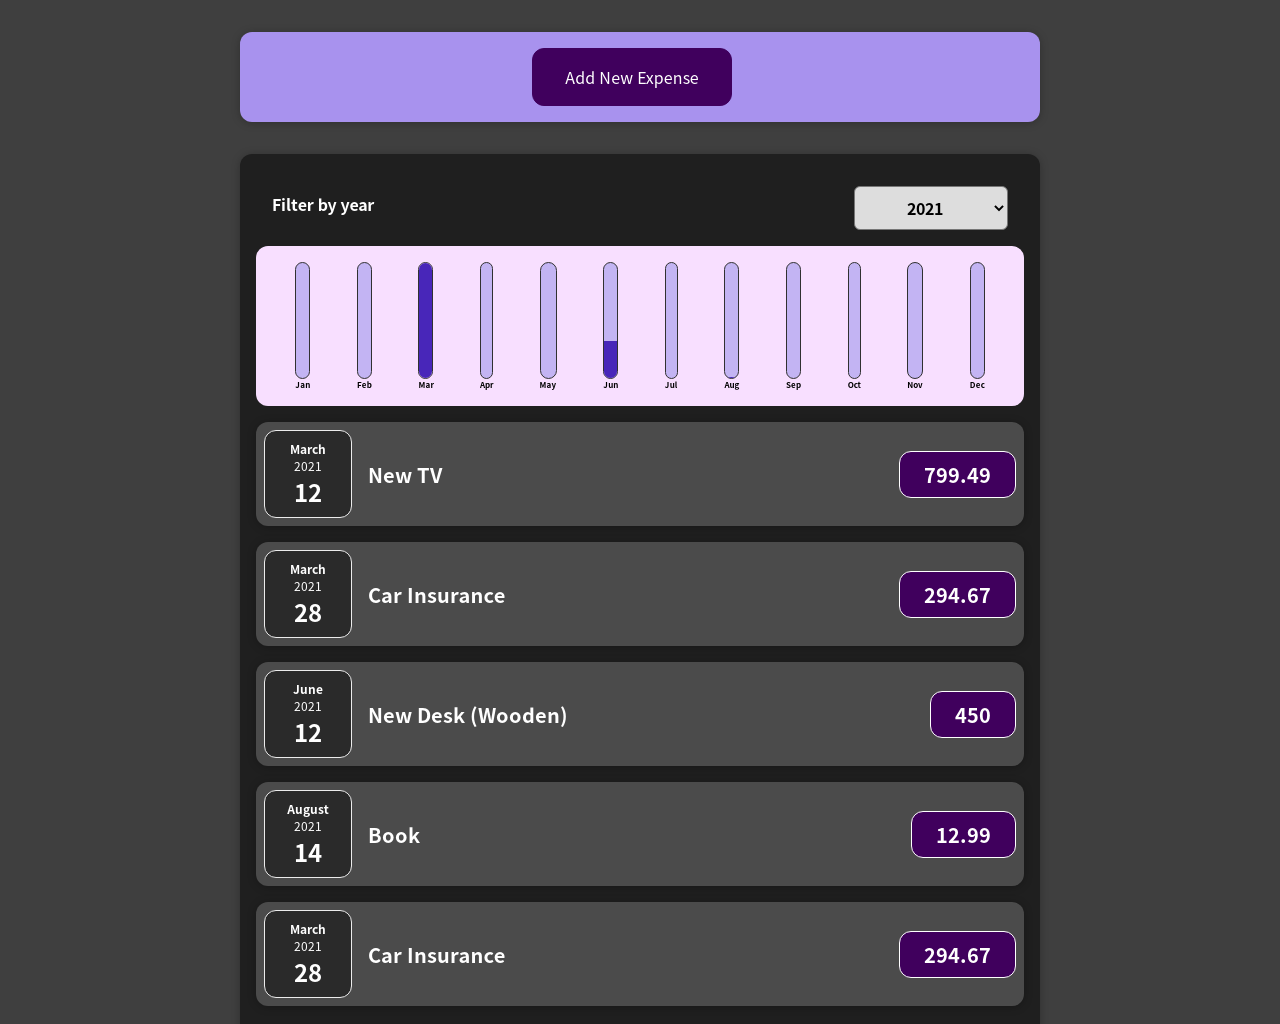 Add New Expense
Filter by year
2021
Jan Feb Mar Apr May Jun Jul Aug Sep Oct Nov Dec
March
2021
12
New TV
799.49
March
2021
28
Car Insurance
294.67
June
2021
12
New Desk (Wooden)
450
August
2021
14
Book
12.99
March
2021
28
Car Insurance
294.67